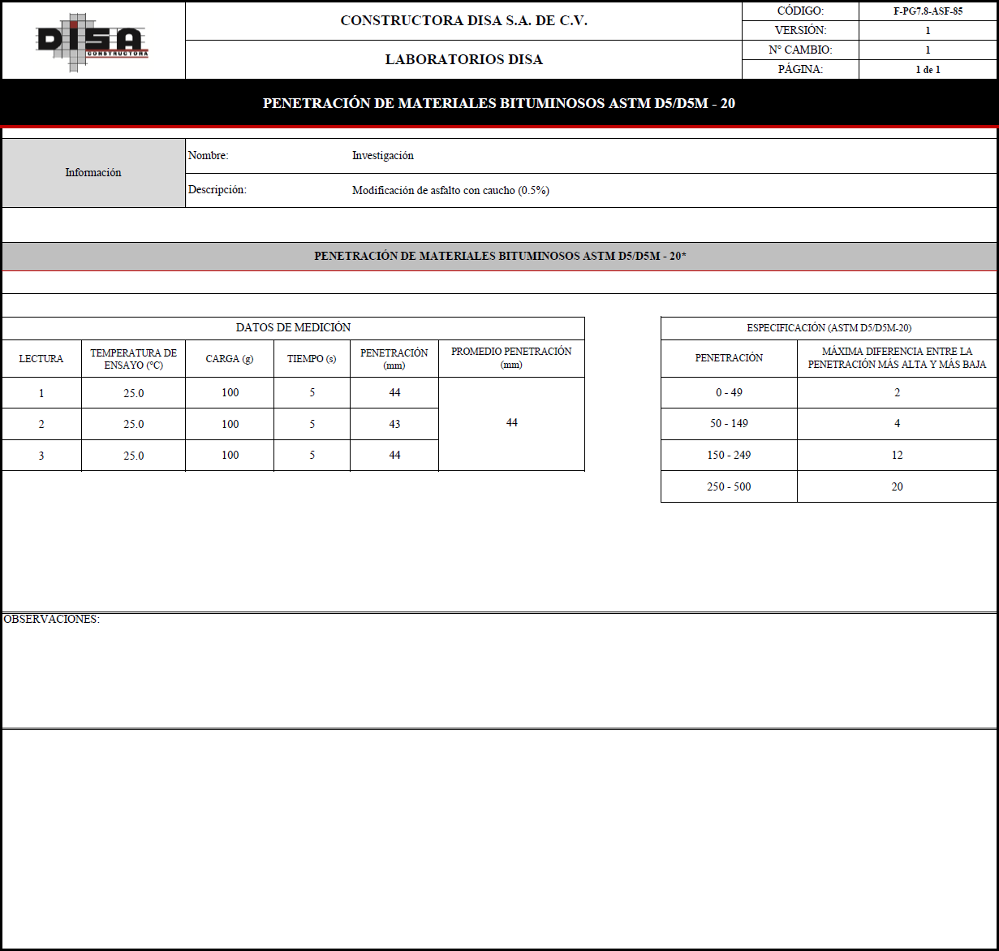 DISA
CONSTRUCTORA
CONSTRUCTORA DISA S.A. DE C.V.
LABORATORIOS DISA
CÓDIGO: F-PG7.8-ASF-85
VERSIÓN: 1
N° CAMBIO: 1
PÁGINA: 1 de 1
PENETRACIÓN DE MATERIALES BITUMINOSOS ASTM D5/D5M - 20
Información
Nombre: Investigación
Descripción: Modificación de asfalto con caucho (0.5%)
PENETRACIÓN DE MATERIALES BITUMINOSOS ASTM D5/D5M - 20*
DATOS DE MEDICIÓN
LECTURA
TEMPERATURA DE
ENSAYO (°C)
CARGA (g)
TIEMPO (s)
PENETRACIÓN
(mm)
PROMEDIO PENETRACIÓN
(mm)
1 25.0 100 5 44
2 25.0 100 5 43
44
3 25.0 100 5 44
ESPECIFICACIÓN (ASTM D5/D5M-20)
PENETRACIÓN
MÁXIMA DIFERENCIA ENTRE LA
PENETRACIÓN MÁS ALTA Y MÁS BAJA
0 - 49 2
50 - 149 4
150 - 249 12
250 - 500 20
OBSERVACIONES: